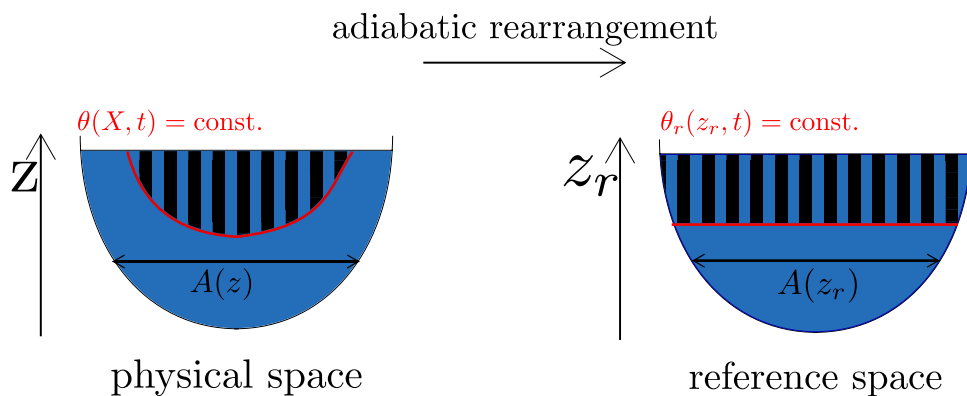 adiabatic rearrangement
θ(X, t) = const.
θ_r(z_r, t) = const.
z
z_r
A(z)
A(z_r)
physical space
reference space